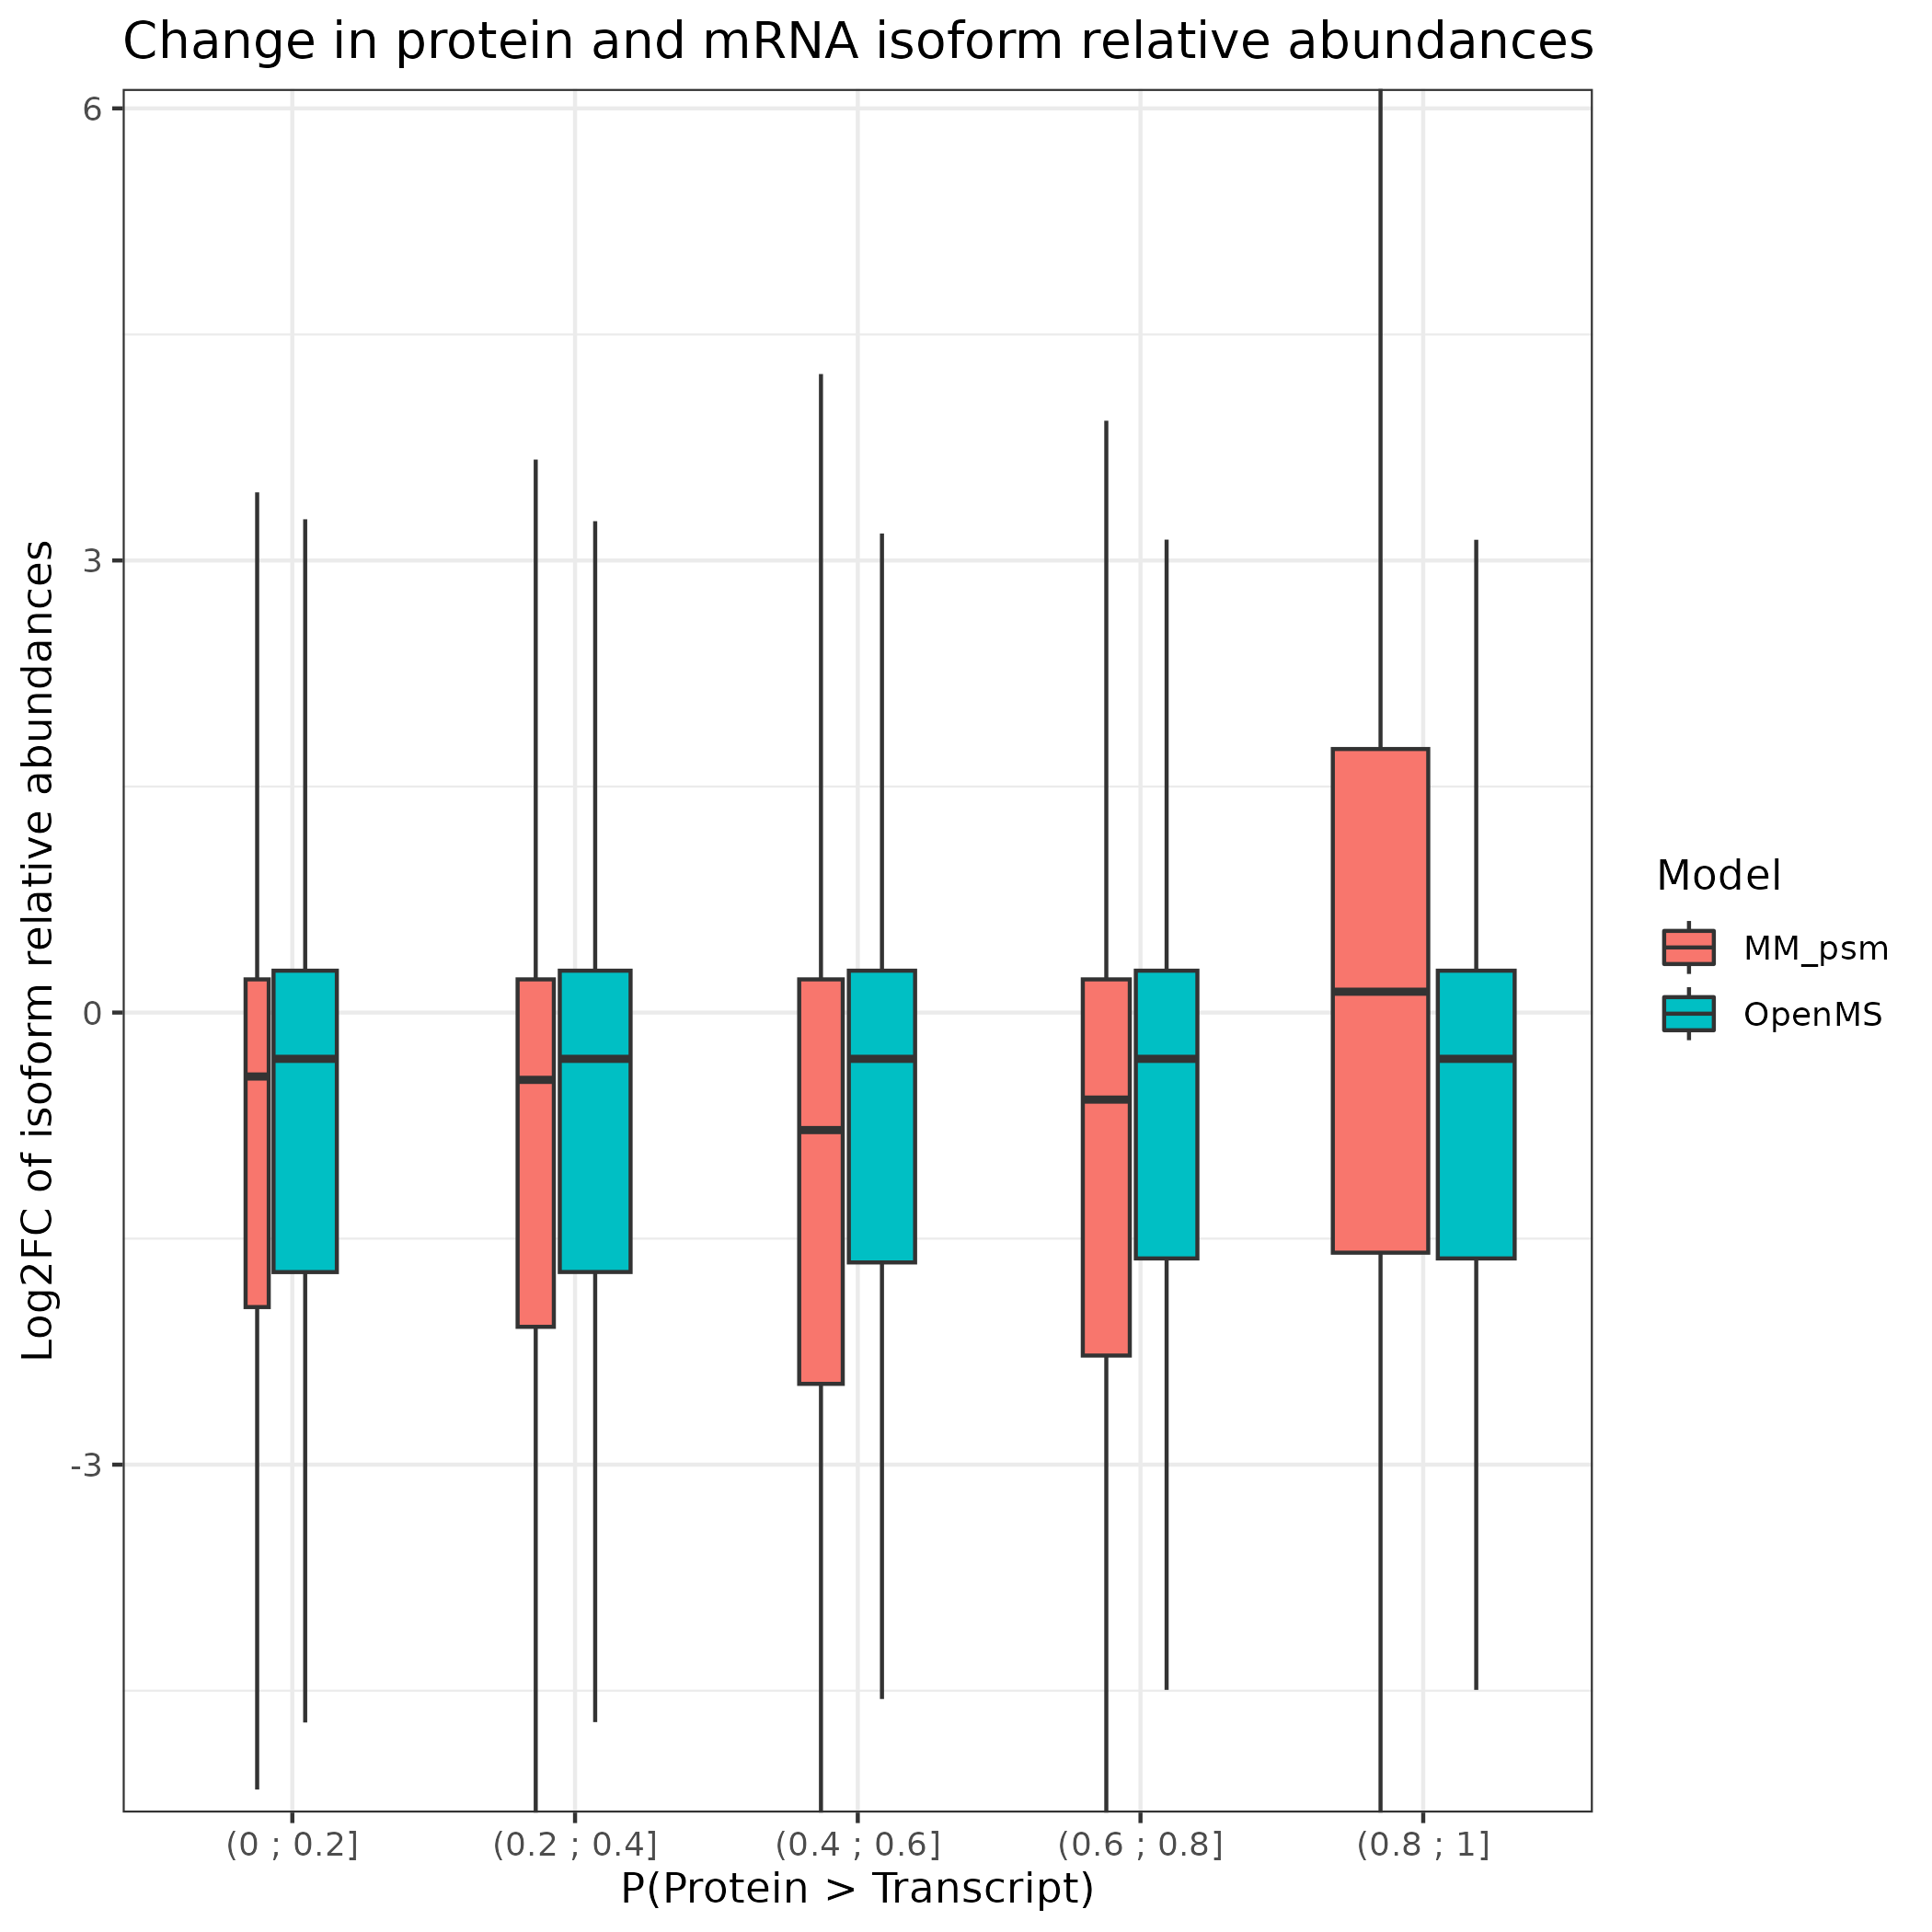 Change in protein and mRNA isoform relative abundances
Log2FC of isoform relative abundances
6
3
0
-3
(0 ; 0.2]
(0.2 ; 0.4]
(0.4 ; 0.6]
(0.6 ; 0.8]
(0.8 ; 1]
P(Protein > Transcript)
Model
MM_psm
OpenMS